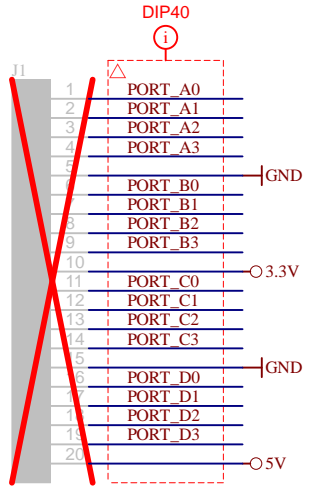 DIP40
i
J1
1 PORT_A0
2 PORT_A1
3 PORT_A2
4 PORT_A3
5 GND
6 PORT_B0
7 PORT_B1
8 PORT_B2
9 PORT_B3
10 3.3V
11 PORT_C0
12 PORT_C1
13 PORT_C2
14 PORT_C3
15 GND
16 PORT_D0
17 PORT_D1
18 PORT_D2
19 PORT_D3
20 5V